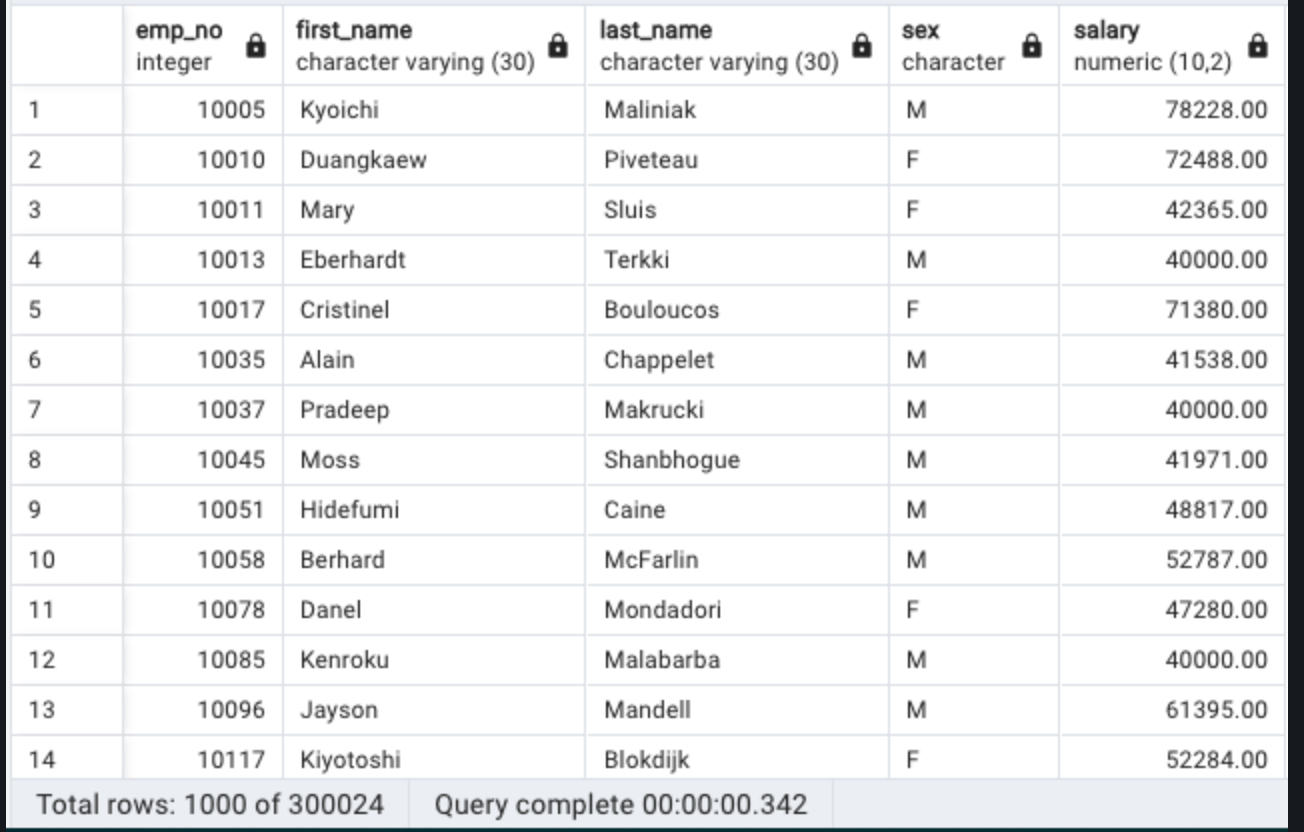 emp_no first_name last_name sex salary
integer character varying (30) character varying (30) character numeric (10,2)
1 10005 Kyoichi Maliniak M 78228.00
2 10010 Duangkaew Piveteau F 72488.00
3 10011 Mary Sluis F 42365.00
4 10013 Eberhardt Terkki M 40000.00
5 10017 Cristinel Bouloucos F 71380.00
6 10035 Alain Chappelet M 41538.00
7 10037 Pradeep Makrucki M 40000.00
8 10045 Moss Shanbhogue M 41971.00
9 10051 Hidefumi Caine M 48817.00
10 10058 Berhard McFarlin M 52787.00
11 10078 Danel Mondadori F 47280.00
12 10085 Kenroku Malabarba M 40000.00
13 10096 Jayson Mandell M 61395.00
14 10117 Kiyotoshi Blokdijk F 52284.00
Total rows: 1000 of 300024 Query complete 00:00:00.342